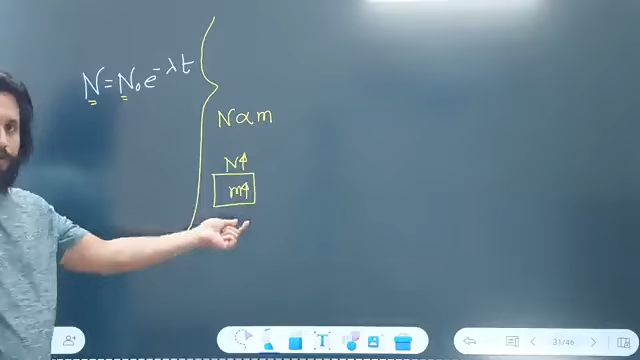 N = N₀e^-λt
N α m
N↑
m↑
T
31/46